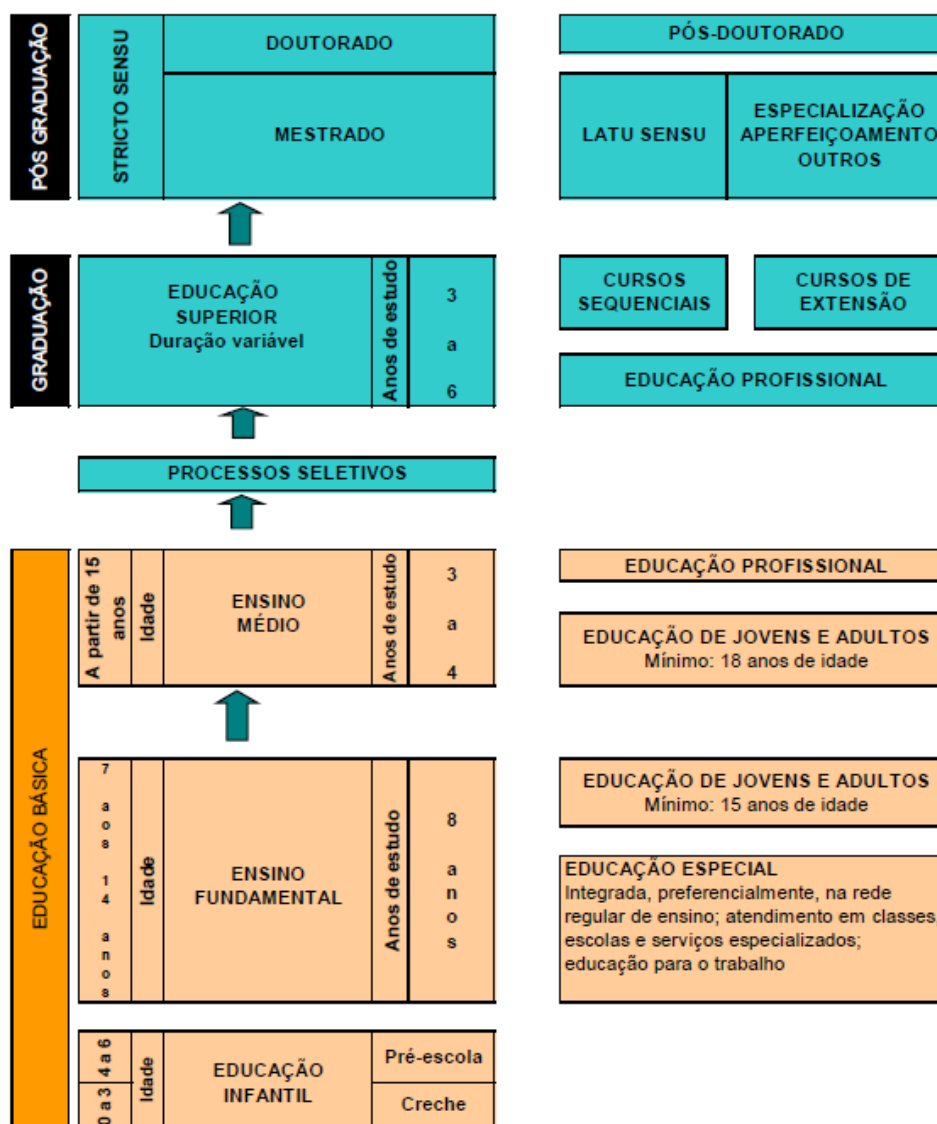 PÓS GRADUAÇÃO
STRICTO SENSU
DOUTORADO
MESTRADO
PÓS-DOUTORADO
LATU SENSU
ESPECIALIZAÇÃO
APERFEIÇOAMENTO
OUTROS
GRADUAÇÃO
EDUCAÇÃO
SUPERIOR
Duração variável
Anos de estudo
3
a
6
CURSOS
SEQUENCIAIS
CURSOS DE
EXTENSÃO
EDUCAÇÃO PROFISSIONAL
PROCESSOS SELETIVOS
EDUCAÇÃO BÁSICA
A partir de 15
anos
Idade
ENSINO
MÉDIO
Anos de estudo
3
a
4
EDUCAÇÃO PROFISSIONAL
EDUCAÇÃO DE JOVENS E ADULTOS
Mínimo: 18 anos de idade
7 aos 14 anos
Idade
ENSINO
FUNDAMENTAL
Anos de estudo
8 anos
EDUCAÇÃO DE JOVENS E ADULTOS
Mínimo: 15 anos de idade
EDUCAÇÃO ESPECIAL
Integrada, preferencialmente, na rede
regular de ensino; atendimento em classes,
escolas e serviços especializados;
educação para o trabalho
4 a 6
0 a 3
Idade
EDUCAÇÃO
INFANTIL
Pré-escola
Creche